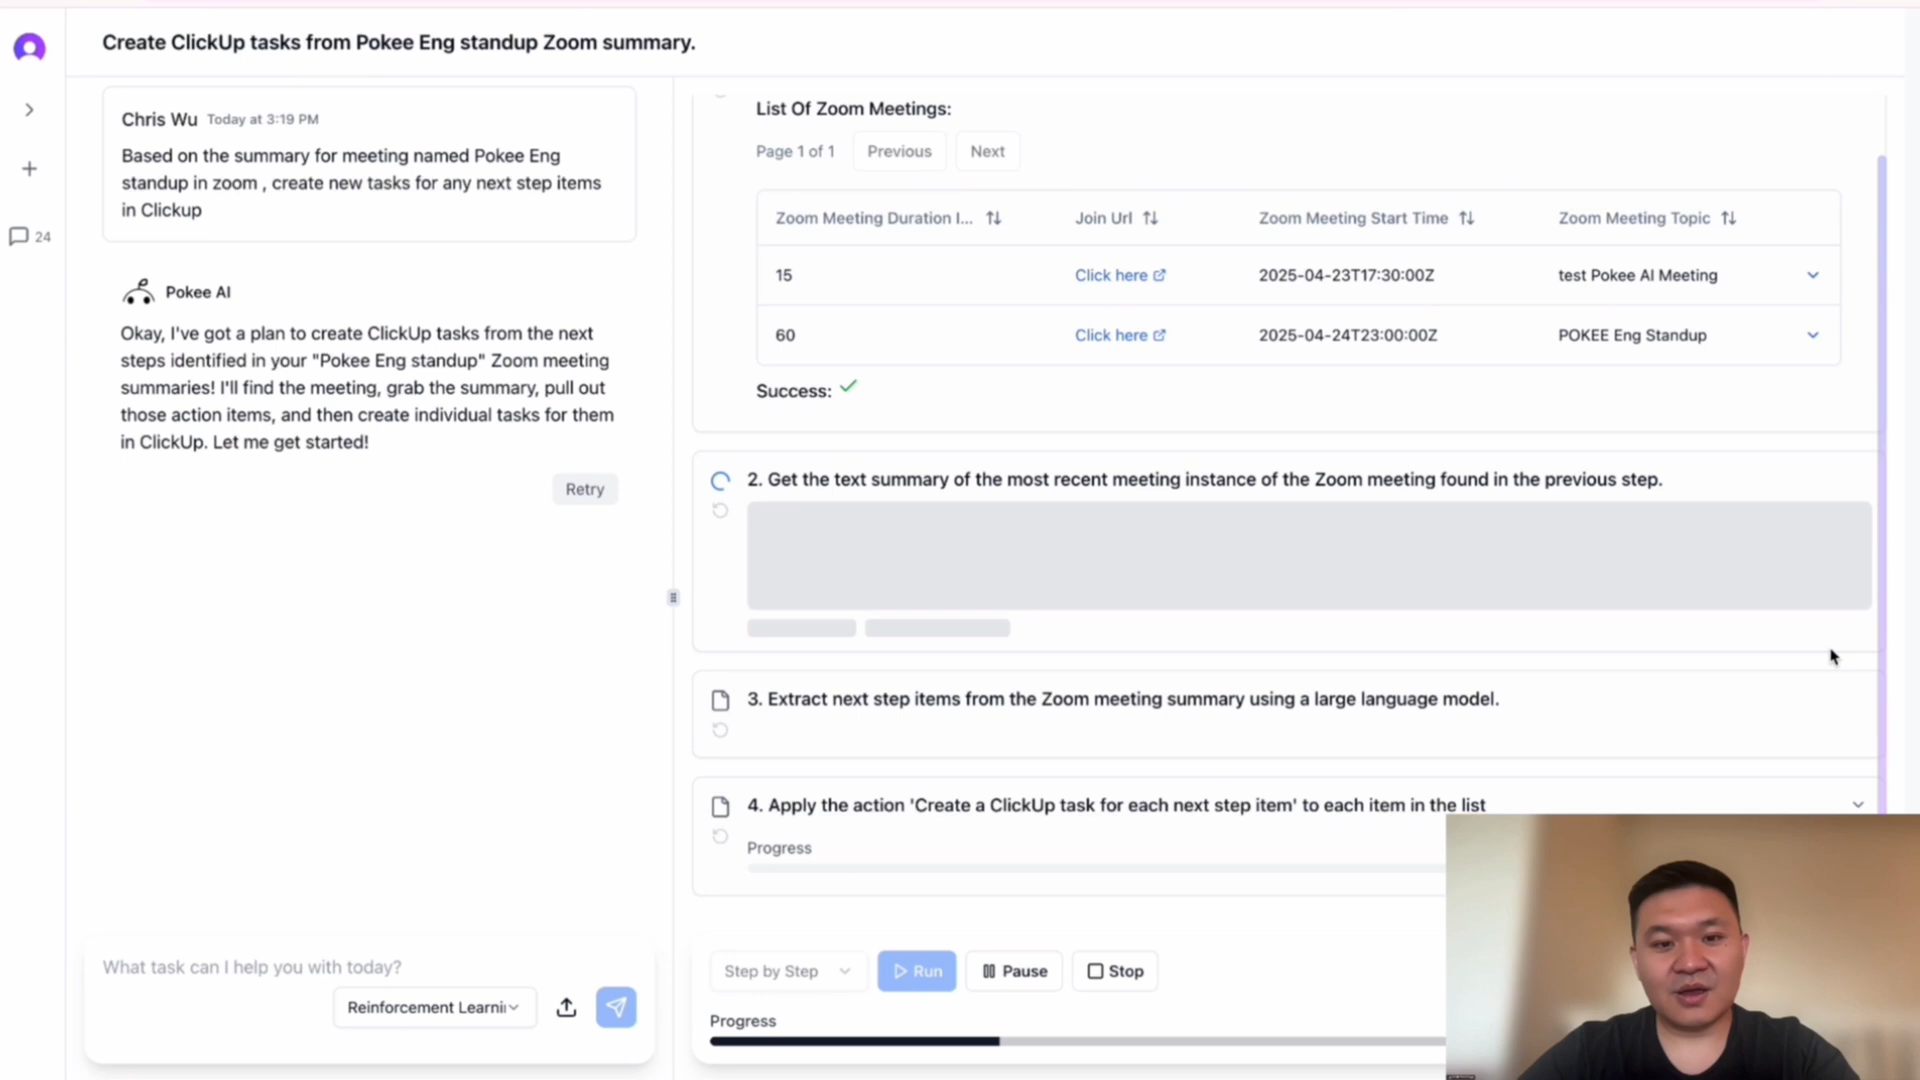 Create ClickUp tasks from Pokee Eng standup Zoom summary.
24
Chris Wu Today at 3:19 PM
Based on the summary for meeting named Pokee Eng
standup in zoom , create new tasks for any next step items
in Clickup
Pokee AI
Okay, I've got a plan to create ClickUp tasks from the next
steps identified in your "Pokee Eng standup" Zoom meeting
summaries! I'll find the meeting, grab the summary, pull out
those action items, and then create individual tasks for them
in ClickUp. Let me get started!
Retry
What task can I help you with today?
Reinforcement Learni
List Of Zoom Meetings:
Page 1 of 1 Previous Next
Zoom Meeting Duration I... Join Url Zoom Meeting Start Time Zoom Meeting Topic
15 Click here 2025-04-23T17:30:00Z test Pokee AI Meeting
60 Click here 2025-04-24T23:00:00Z POKEE Eng Standup
Success:
2. Get the text summary of the most recent meeting instance of the Zoom meeting found in the previous step.
3. Extract next step items from the Zoom meeting summary using a large language model.
4. Apply the action 'Create a ClickUp task for each next step item' to each item in the list
Progress
Step by Step Run Pause Stop
Progress